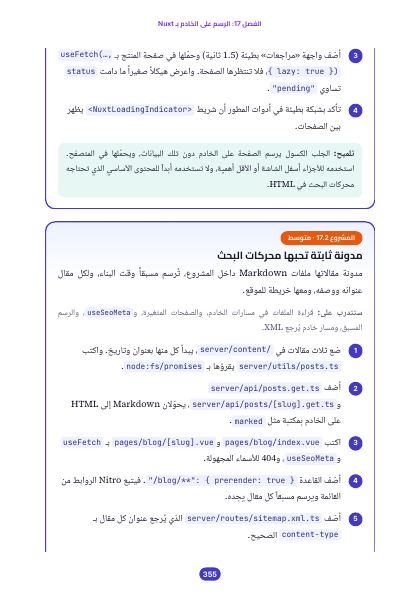 الفصل 17: الرسم على الخادم بـ Nuxt
3 أضف واجهة «مراجعات» بطيئة (1.5 ثانية) وحمّلها في صفحة المنتج بـ useFetch(…,
{ lazy: true })، فلا تنتظرها الصفحة. واعرض هيكلاً صغيراً ما دامت status
تساوي "pending".
4 تأكد بشبكة بطيئة في أدوات المطور أن شريط <NuxtLoadingIndicator> يظهر
بين الصفحات.
تلميح: الجلب الكسول يرسم الصفحة على الخادم دون تلك البيانات، ويحمّلها في المتصفح.
استخدمه للأجزاء أسفل الشاشة أو الأقل أهمية، ولا تستخدمه أبداً للمحتوى الأساسي الذي تحتاجه
محركات البحث في HTML.
المشروع 17.2 · متوسط
مدونة ثابتة تحبها محركات البحث
مدونة مقالاتها ملفات Markdown داخل المشروع، تُرسم مسبقاً وقت البناء، ولكل مقال
عنوانه ووصفه، ومعها خريطة للموقع.
ستتدرب على: قراءة الملفات في مسارات الخادم، والصفحات المتغيرة، و useSeoMeta، والرسم
المسبق، ومسار خادم يُرجع XML.
1 ضع ثلاث مقالات في server/content/، يبدأ كل منها بعنوان وتاريخ. واكتب
server/utils/posts.ts يقرؤها بـ node:fs/promises.
2 أضف server/api/posts.get.ts
و server/api/posts/[slug].get.ts، يحوّلان Markdown إلى HTML
على الخادم بمكتبة مثل marked.
3 اكتب pages/blog/index.vue و pages/blog/[slug].vue بـ useFetch
و useSeoMeta، و404 للأسماء المجهولة.
4 أضف القاعدة "/blog/**": { prerender: true }. فيتبع Nitro الروابط من
القائمة ويرسم مسبقاً كل مقال يجده.
5 أضف server/routes/sitemap.xml.ts الذي يُرجع عنوان كل مقال بـ
content-type الصحيح.
355